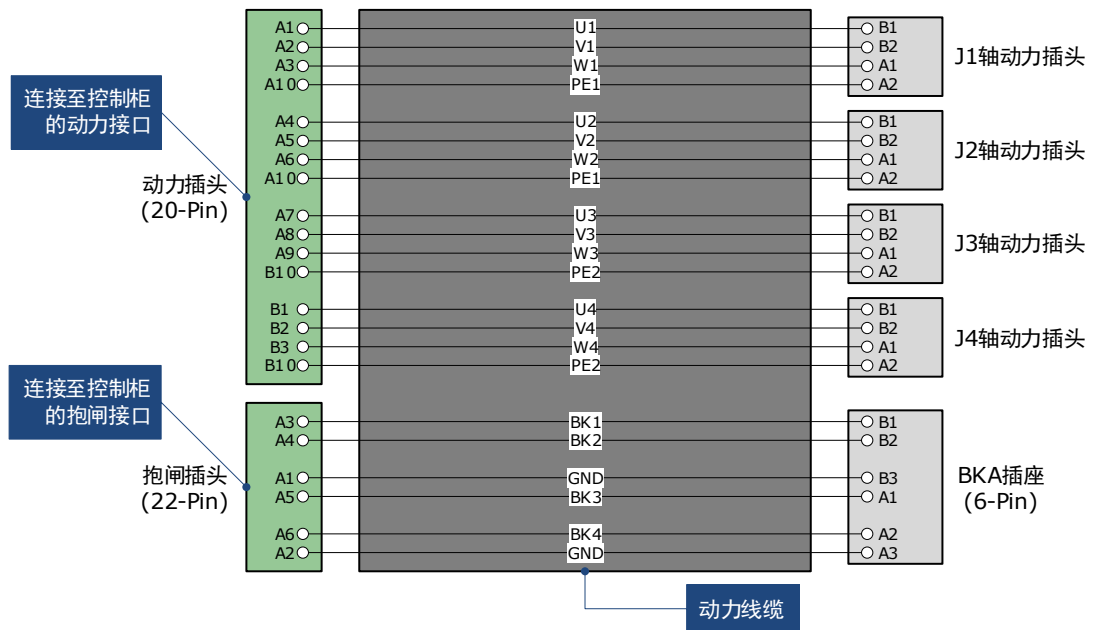 A1 U1 B1
A2 V1 B2
A3 W1 A1
A10 PE1 A2
J1轴动力插头
连接至控制柜
的动力接口
A4 U2 B1
A5 V2 B2
A6 W2 A1
A10 PE1 A2
J2轴动力插头
动力插头
(20-Pin)
A7 U3 B1
A8 V3 B2
A9 W3 A1
B10 PE2 A2
J3轴动力插头
B1 U4 B1
B2 V4 B2
B3 W4 A1
B10 PE2 A2
J4轴动力插头
连接至控制柜
的抱闸接口
A3 BK1 B1
A4 BK2 B2
抱闸插头
(22-Pin)
A1 GND B3
A5 BK3 A1
BKA插座
(6-Pin)
A6 BK4 A2
A2 GND A3
动力线缆